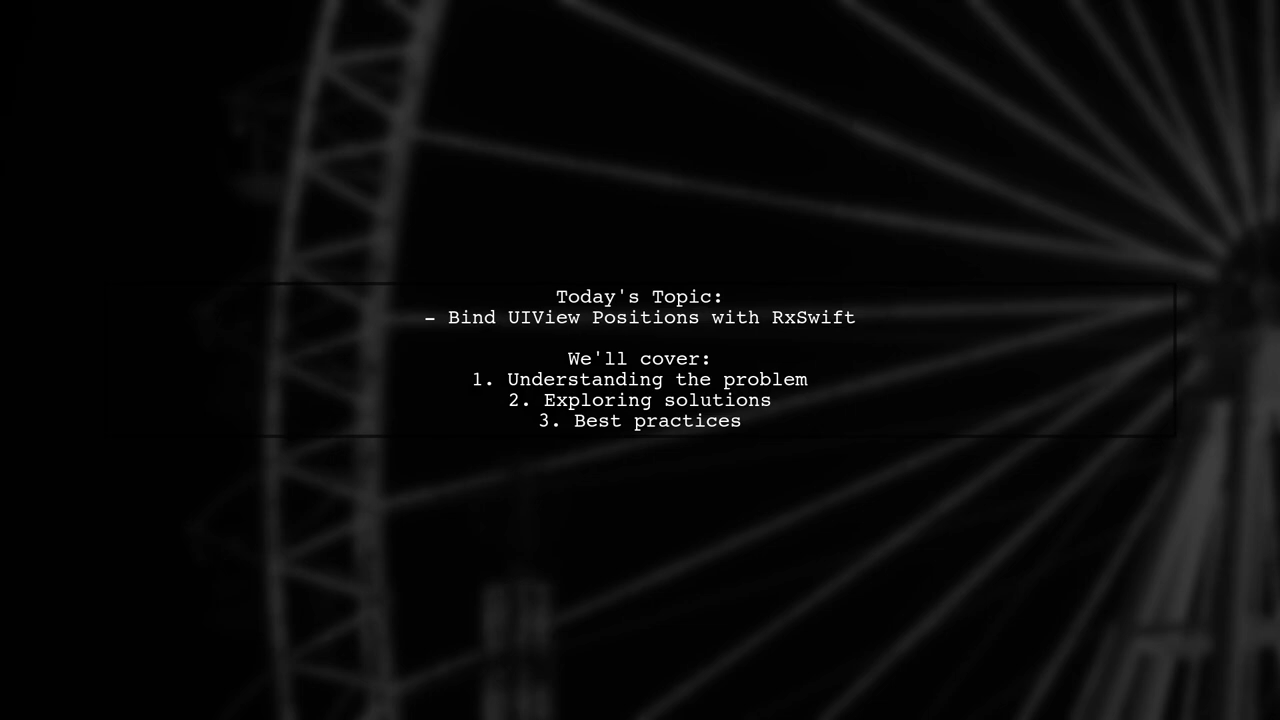 Today's Topic:
- Bind UIView Positions with RxSwift
We'll cover:
1. Understanding the problem
2. Exploring solutions
3. Best practices